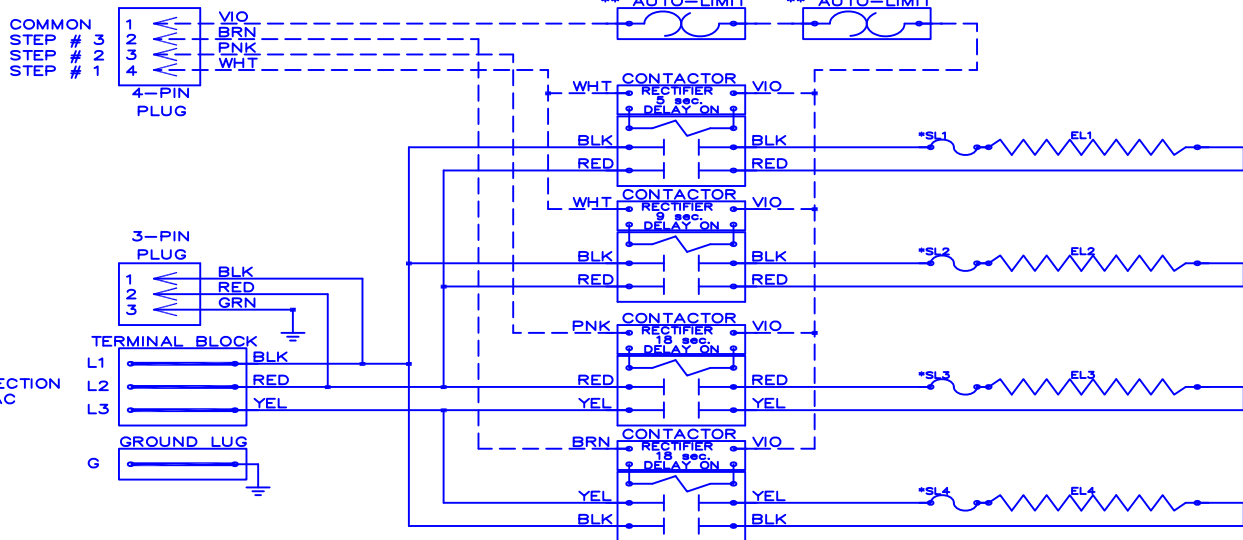 ** AUTO-LIMIT ** AUTO-LIMIT
COMMON 1 VIO
STEP # 3 2 BRN
STEP # 2 3 PNK
STEP # 1 4 WHT
4-PIN
PLUG
CONTACTOR
WHT RECTIFIER VIO
5 sec.
DELAY ON
BLK BLK *SL1 EL1
RED RED
CONTACTOR
WHT RECTIFIER VIO
9 sec.
DELAY ON
BLK BLK *SL2 EL2
RED RED
3-PIN
PLUG
1 BLK
2 RED
3 GRN
CONTACTOR
PNK RECTIFIER VIO
18 sec.
DELAY ON
TERMINAL BLOCK
L1 BLK
L2 RED RED RED *SL3 EL3
L3 YEL YEL YEL
ECTION
AC
CONTACTOR
BRN RECTIFIER VIO
18 sec.
DELAY ON
GROUND LUG
G
YEL YEL *SL4 EL4
BLK BLK